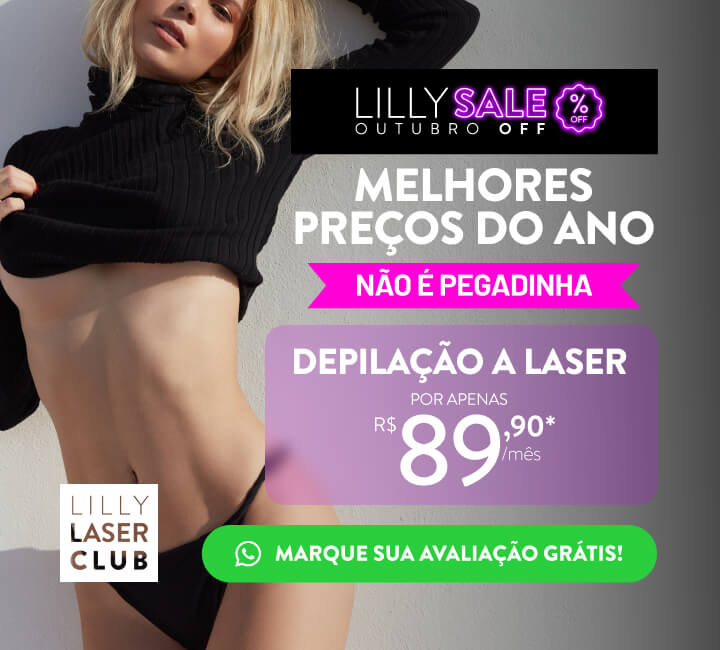 LILLY SALE % OFF
OUTUBRO OFF
MELHORES
PREÇOS DO ANO
NÃO É PEGADINHA
DEPILAÇÃO A LASER
POR APENAS
R$ 89,90*
/mês
LILLY
LASER
CLUB
MARQUE SUA AVALIAÇÃO GRÁTIS!